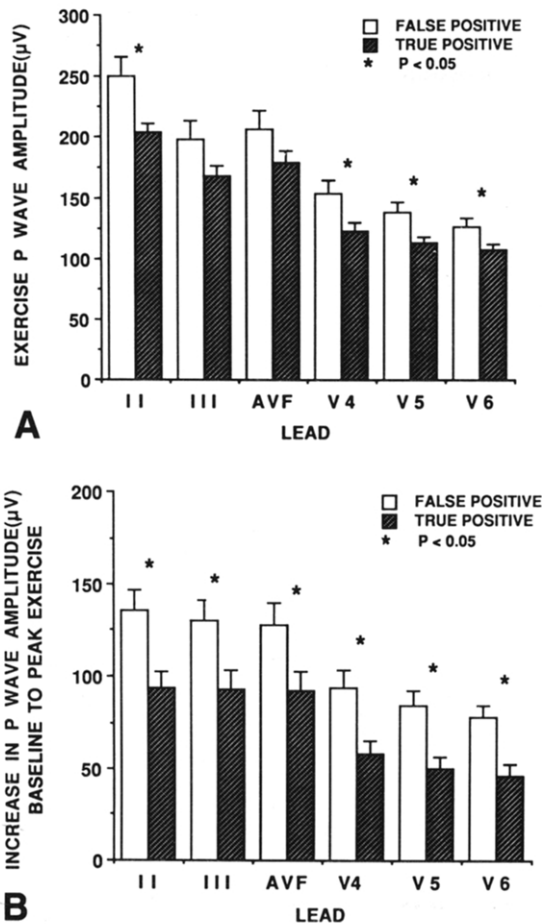 300
250
200
150
100
50
0
EXERCISE P WAVE AMPLITUDE(µV)
FALSE POSITIVE
TRUE POSITIVE
* P < 0.05
*
*
*
*
II III AVF V4 V5 V6
LEAD
A
200
150
100
50
0
INCREASE IN P WAVE AMPLITUDE(µV)
BASELINE TO PEAK EXERCISE
FALSE POSITIVE
TRUE POSITIVE
* P < 0.05
*
*
*
*
*
*
II III AVF V4 V5 V6
LEAD
B